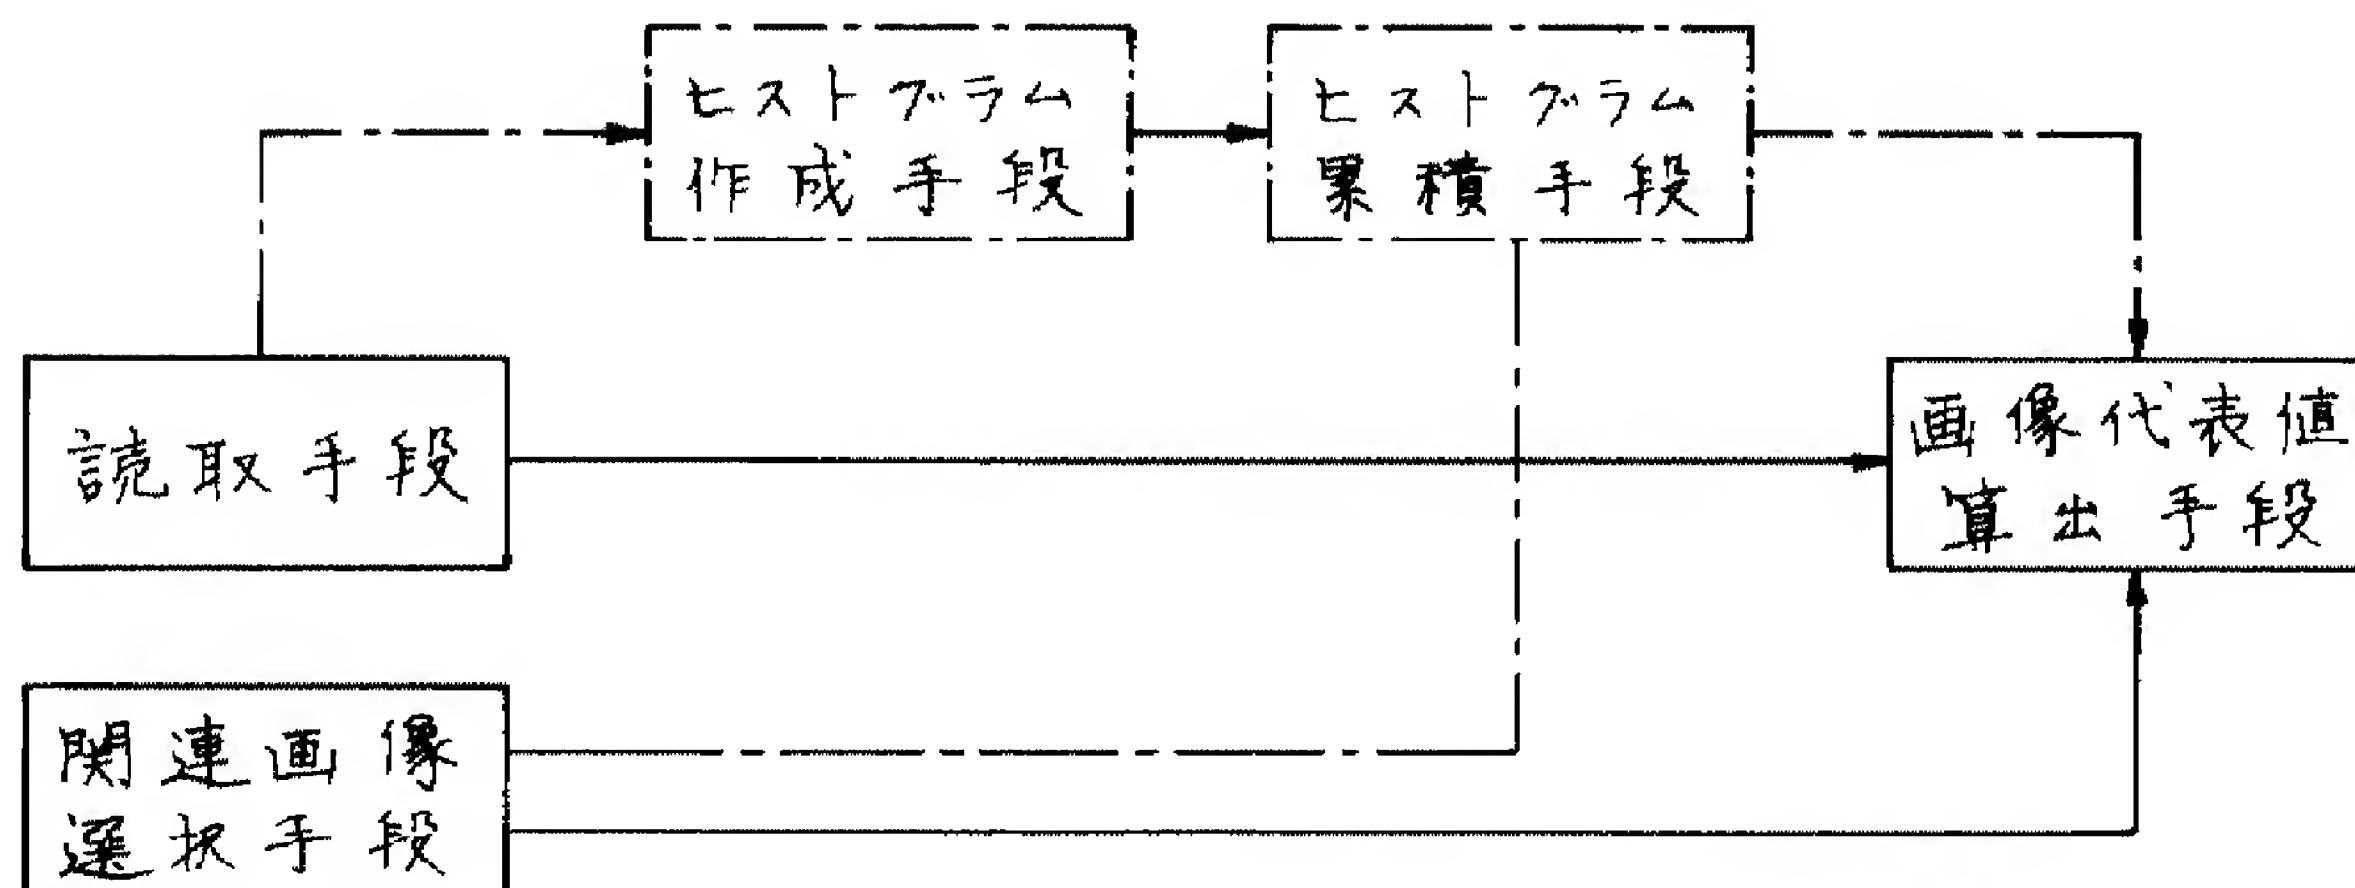 ヒストグラム
作成手段
ヒストグラム
累積手段
読取手段
画像代表値
算出手段
関連画像
選択手段